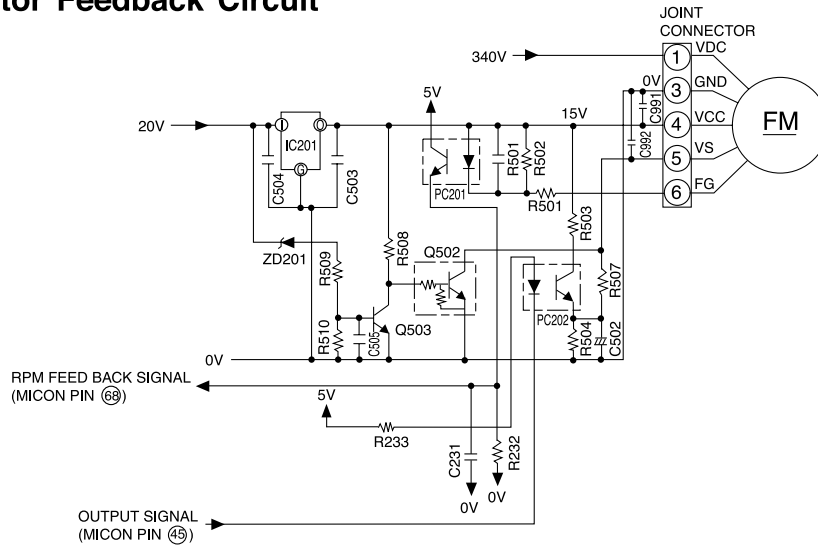 tor Feedback Circuit
JOINT
CONNECTOR
340V
1
VDC
0V
3
GND
C991
5V
15V
20V
I
O
IC201
G
4
VCC
FM
C992
5
VS
C504
C503
PC201
R501
R502
6
FG
R501
R503
ZD201
R509
R508
Q502
R507
R510
C505
Q503
PC202
R504
C502
0V
RPM FEED BACK SIGNAL
(MICON PIN 68)
5V
R233
C231
R232
0V
0V
OUTPUT SIGNAL
(MICON PIN 45)